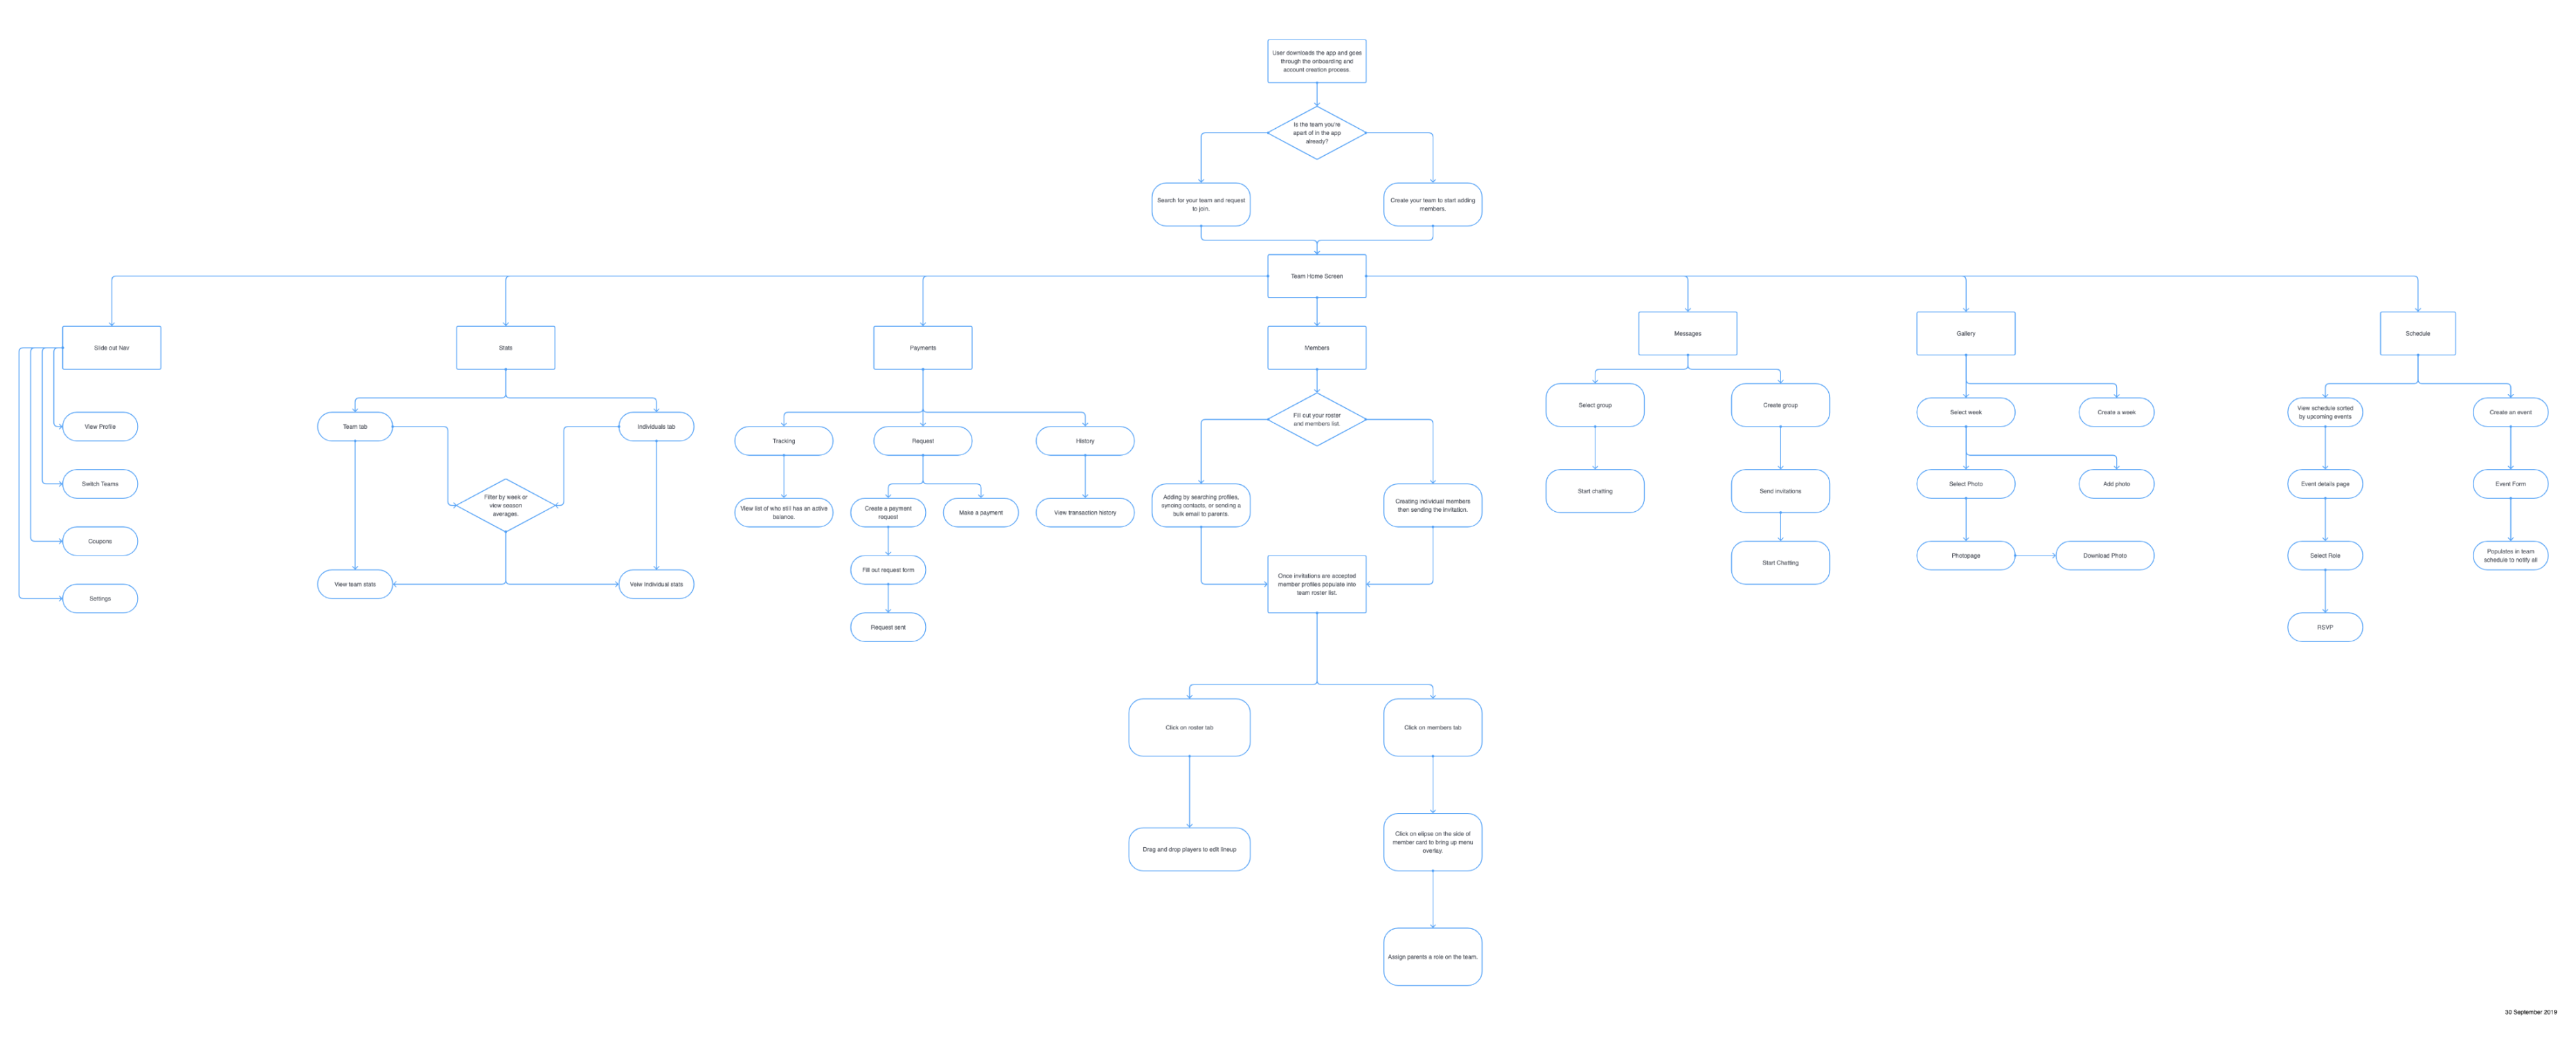 User downloads the app and goes
through the onboarding and
account creation process.
Is the team you're
apart of in the app
already?
Search for your team and request
to join.
Create your team to start adding
members.
Team Home Screen
Slide out Nav
Stats
Payments
Members
Messages
Gallery
Schedule
View Profile
Switch Teams
Coupons
Settings
Team tab
Individuals tab
Filter by week or
view season
averages.
View team stats
View Individual stats
Tracking
Request
History
View list of who still has an active
balance.
Create a payment
request
Make a payment
View transaction history
Fill out request form
Request sent
Fill out your roster
and members list.
Adding by searching profiles,
syncing contacts, or sending a
bulk email to parents.
Creating individual members
then sending the invitation.
Once invitations are accepted
member profiles populate into
team roster list.
Click on roster tab
Click on members tab
Drag and drop players to edit lineup
Click on elipse on the side of
member card to bring up menu
overlay.
Assign parents a role on the team.
Select group
Create group
Start chatting
Send invitations
Start Chatting
Select week
Create a week
Select Photo
Add photo
Photopage
Download Photo
View schedule sorted
by upcoming events
Create an event
Event details page
Event Form
Select Role
Populates in team
schedule to notify all
RSVP
30 September 2019